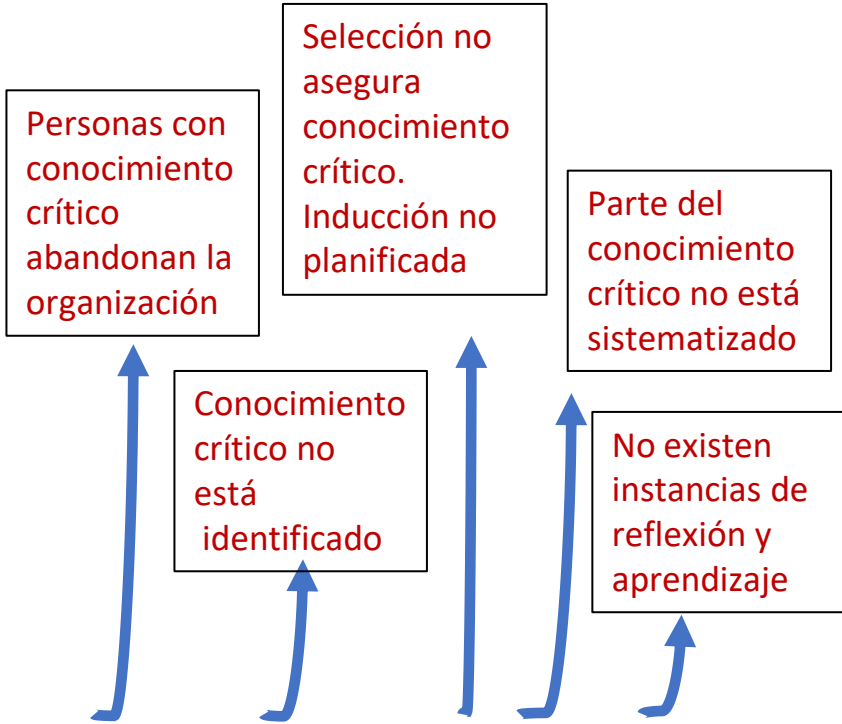 Personas con
conocimiento
crítico
abandonan la
organización
Selección no
asegura
conocimiento
crítico.
Inducción no
planificada
Parte del
conocimiento
crítico no está
sistematizado
Conocimiento
crítico no
está
identificado
No existen
instancias de
reflexión y
aprendizaje